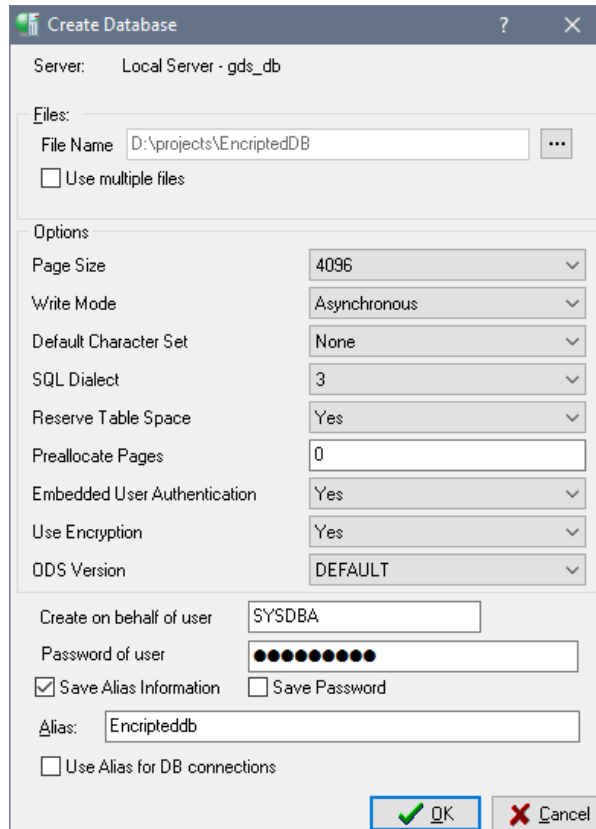 Create Database ?
Server: Local Server - gds_db
Files:
File Name D:\projects\EncriptedDB ...
Use multiple files
Options
Page Size 4096
Write Mode Asynchronous
Default Character Set None
SQL Dialect 3
Reserve Table Space Yes
Preallocate Pages 0
Embedded User Authentication Yes
Use Encryption Yes
ODS Version DEFAULT
Create on behalf of user SYSDBA
Password of user ●●●●●●●●●
Save Alias Information Save Password
Alias: Encripteddb
Use Alias for DB connections
OK Cancel